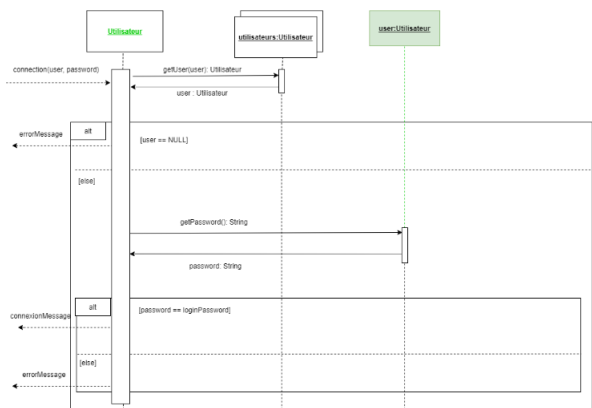 Utilisateur
utilisateurs:Utilisateur
user:Utilisateur
connection(user, password)
getUser(user): Utilisateur
user : Utilisateur
alt
errorMessage
[user == NULL]
[else]
getPassword(): String
password: String
alt
[password == loginPassword]
connexionMessage
[else]
errorMessage